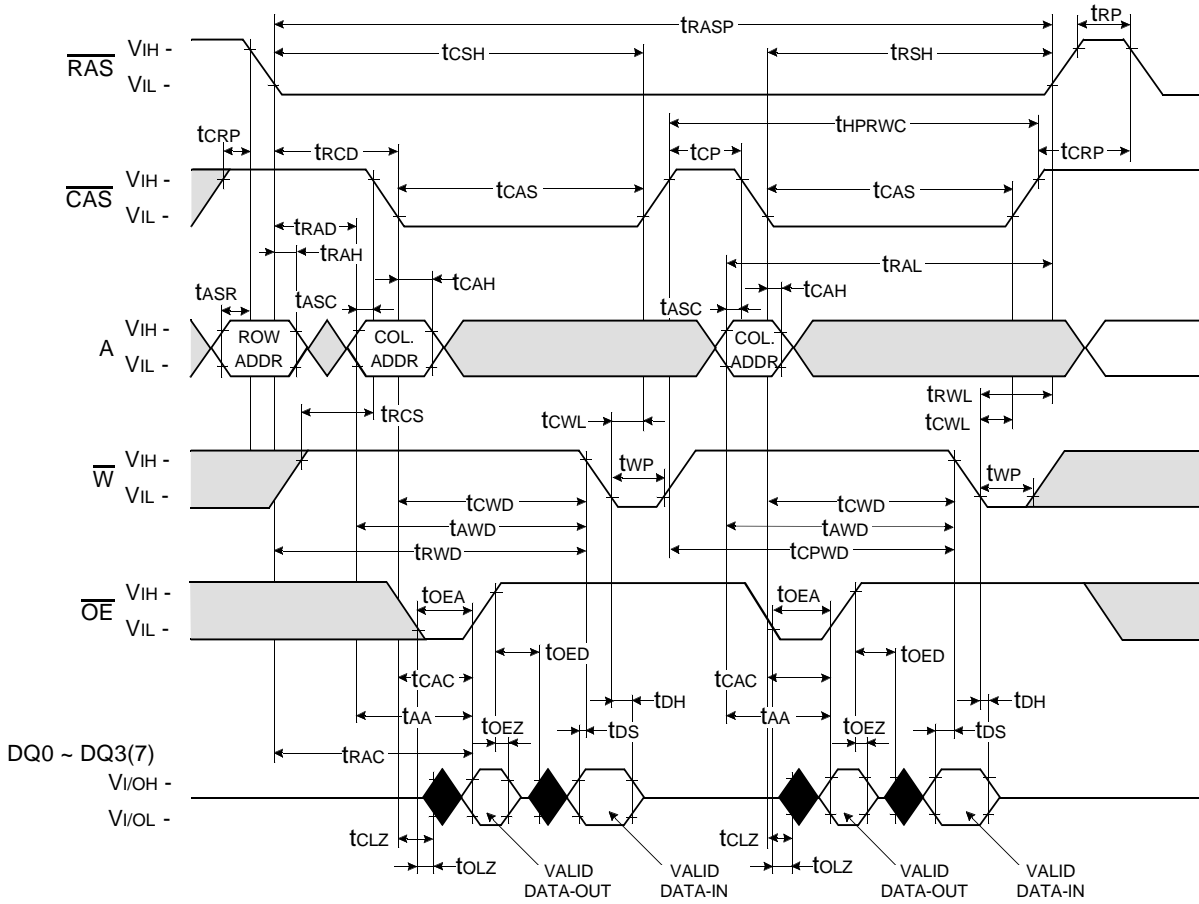 tRASP
tRP
VIH -
tCSH
tRSH
RAS
VIL -
tHPRWC
tCRP
tRCD
tCP
tCRP
VIH -
tCAS
tCAS
CAS
VIL -
tRAD
tRAH
tRAL
tCAH
tCAH
tASR
tASC
tASC
VIH -
A
VIL -
ROW
ADDR
COL.
ADDR
COL.
ADDR
tRWL
tRCS
tCWL
tCWL
VIH -
tWP
tWP
W
VIL -
tCWD
tCWD
tAWD
tAWD
tRWD
tCPWD
VIH -
tOEA
tOEA
OE
VIL -
tOED
tOED
tCAC
tCAC
tDH
tDH
tAA
tAA
tOEZ
tDS
tOEZ
tDS
DQ0 ~ DQ3(7)
tRAC
VI/OH -
VI/OL -
tCLZ
tCLZ
tOLZ
tOLZ
VALID
DATA-OUT
VALID
DATA-IN
VALID
DATA-OUT
VALID
DATA-IN